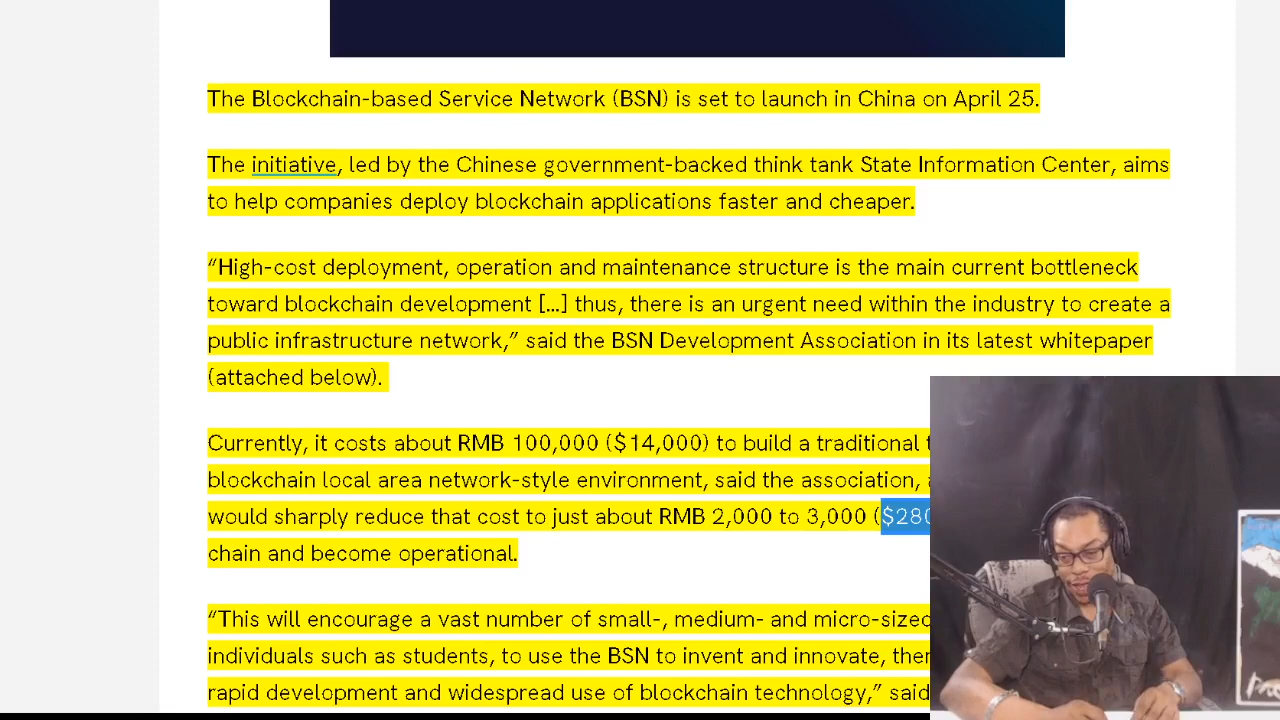 The Blockchain-based Service Network (BSN) is set to launch in China on April 25.
The initiative, led by the Chinese government-backed think tank State Information Center, aims
to help companies deploy blockchain applications faster and cheaper.
“High-cost deployment, operation and maintenance structure is the main current bottleneck
toward blockchain development [...] thus, there is an urgent need within the industry to create a
public infrastructure network,” said the BSN Development Association in its latest whitepaper
(attached below).
Currently, it costs about RMB 100,000 ($14,000) to build a traditional
blockchain local area network-style environment, said the association,
would sharply reduce that cost to just about RMB 2,000 to 3,000 ($280
chain and become operational.
“This will encourage a vast number of small-, medium- and micro-sized
individuals such as students, to use the BSN to invent and innovate,
rapid development and widespread use of blockchain technology,” said